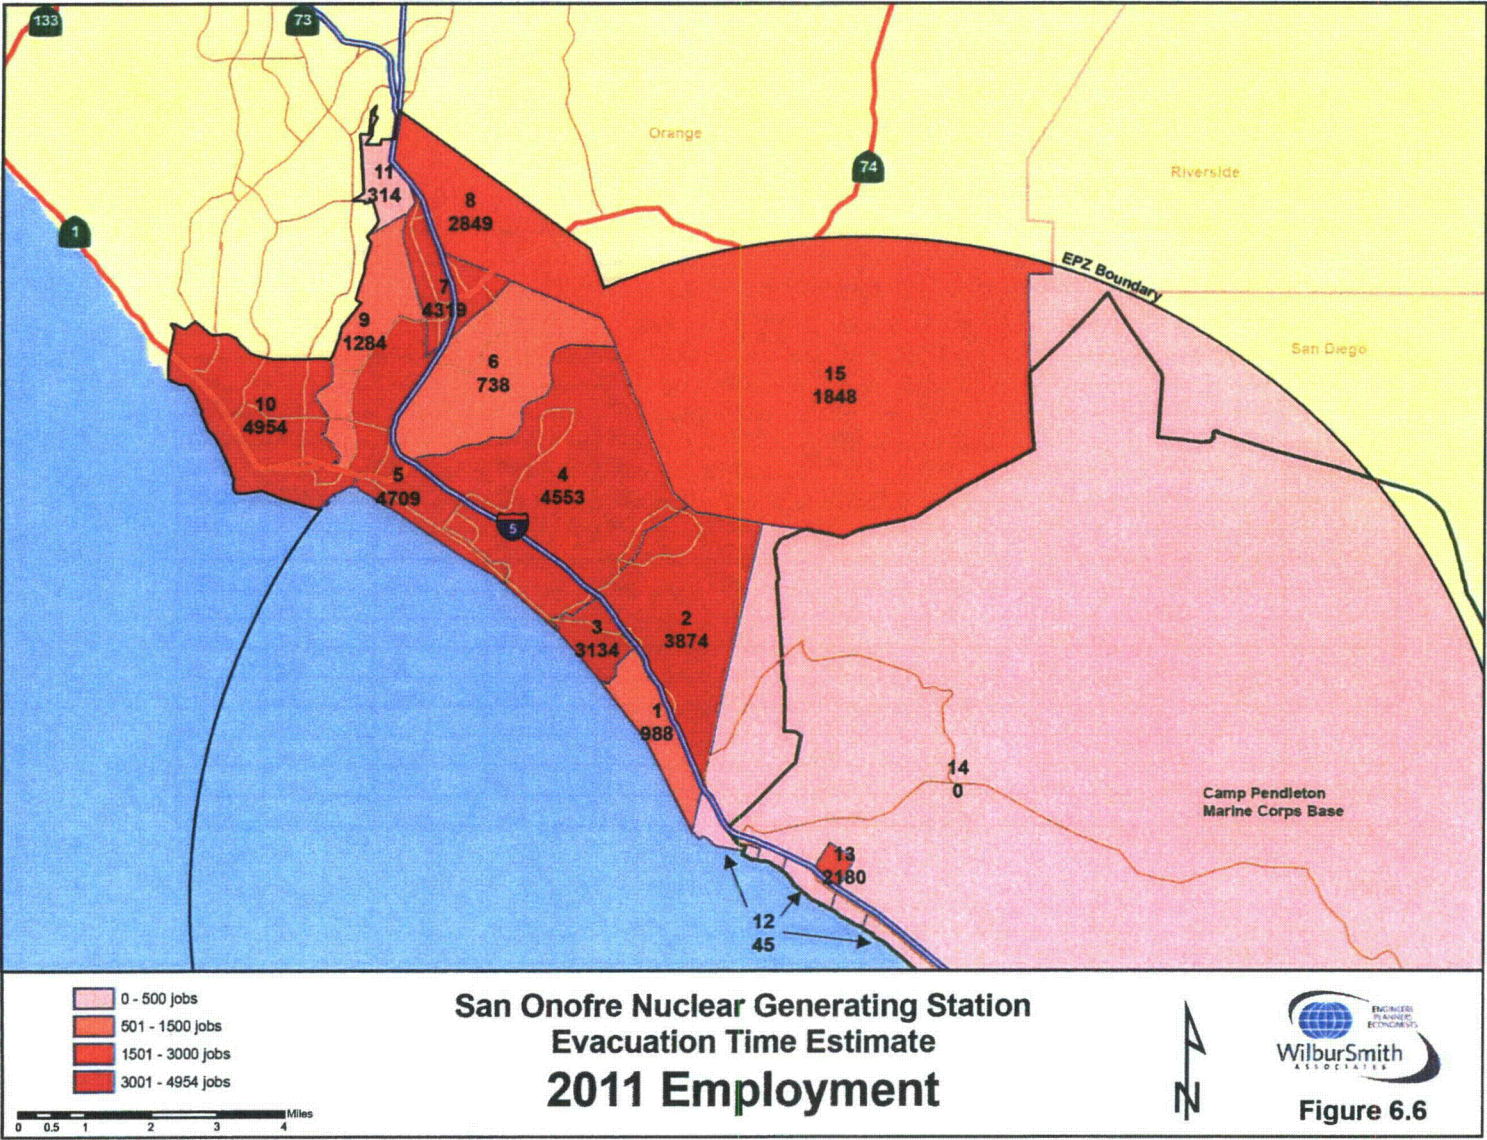 133
73
Orange
74
Riverside
1
11
314
8
2849
EPZ Boundary
7
4319
9
1284
San Diego
6
738
15
1848
10
4954
5
4709
4
4553
5
3
3134
2
3874
1
988
14
0
Camp Pendleton
Marine Corps Base
13
2180
12
45
0 - 500 jobs
501 - 1500 jobs
1501 - 3000 jobs
3001 - 4954 jobs
Miles
0 0.5 1 2 3 4
San Onofre Nuclear Generating Station
Evacuation Time Estimate
2011 Employment
N
ENGINEERS
PLANNERS
ECONOMISTS
WilburSmith
ASSOCIATES
Figure 6.6